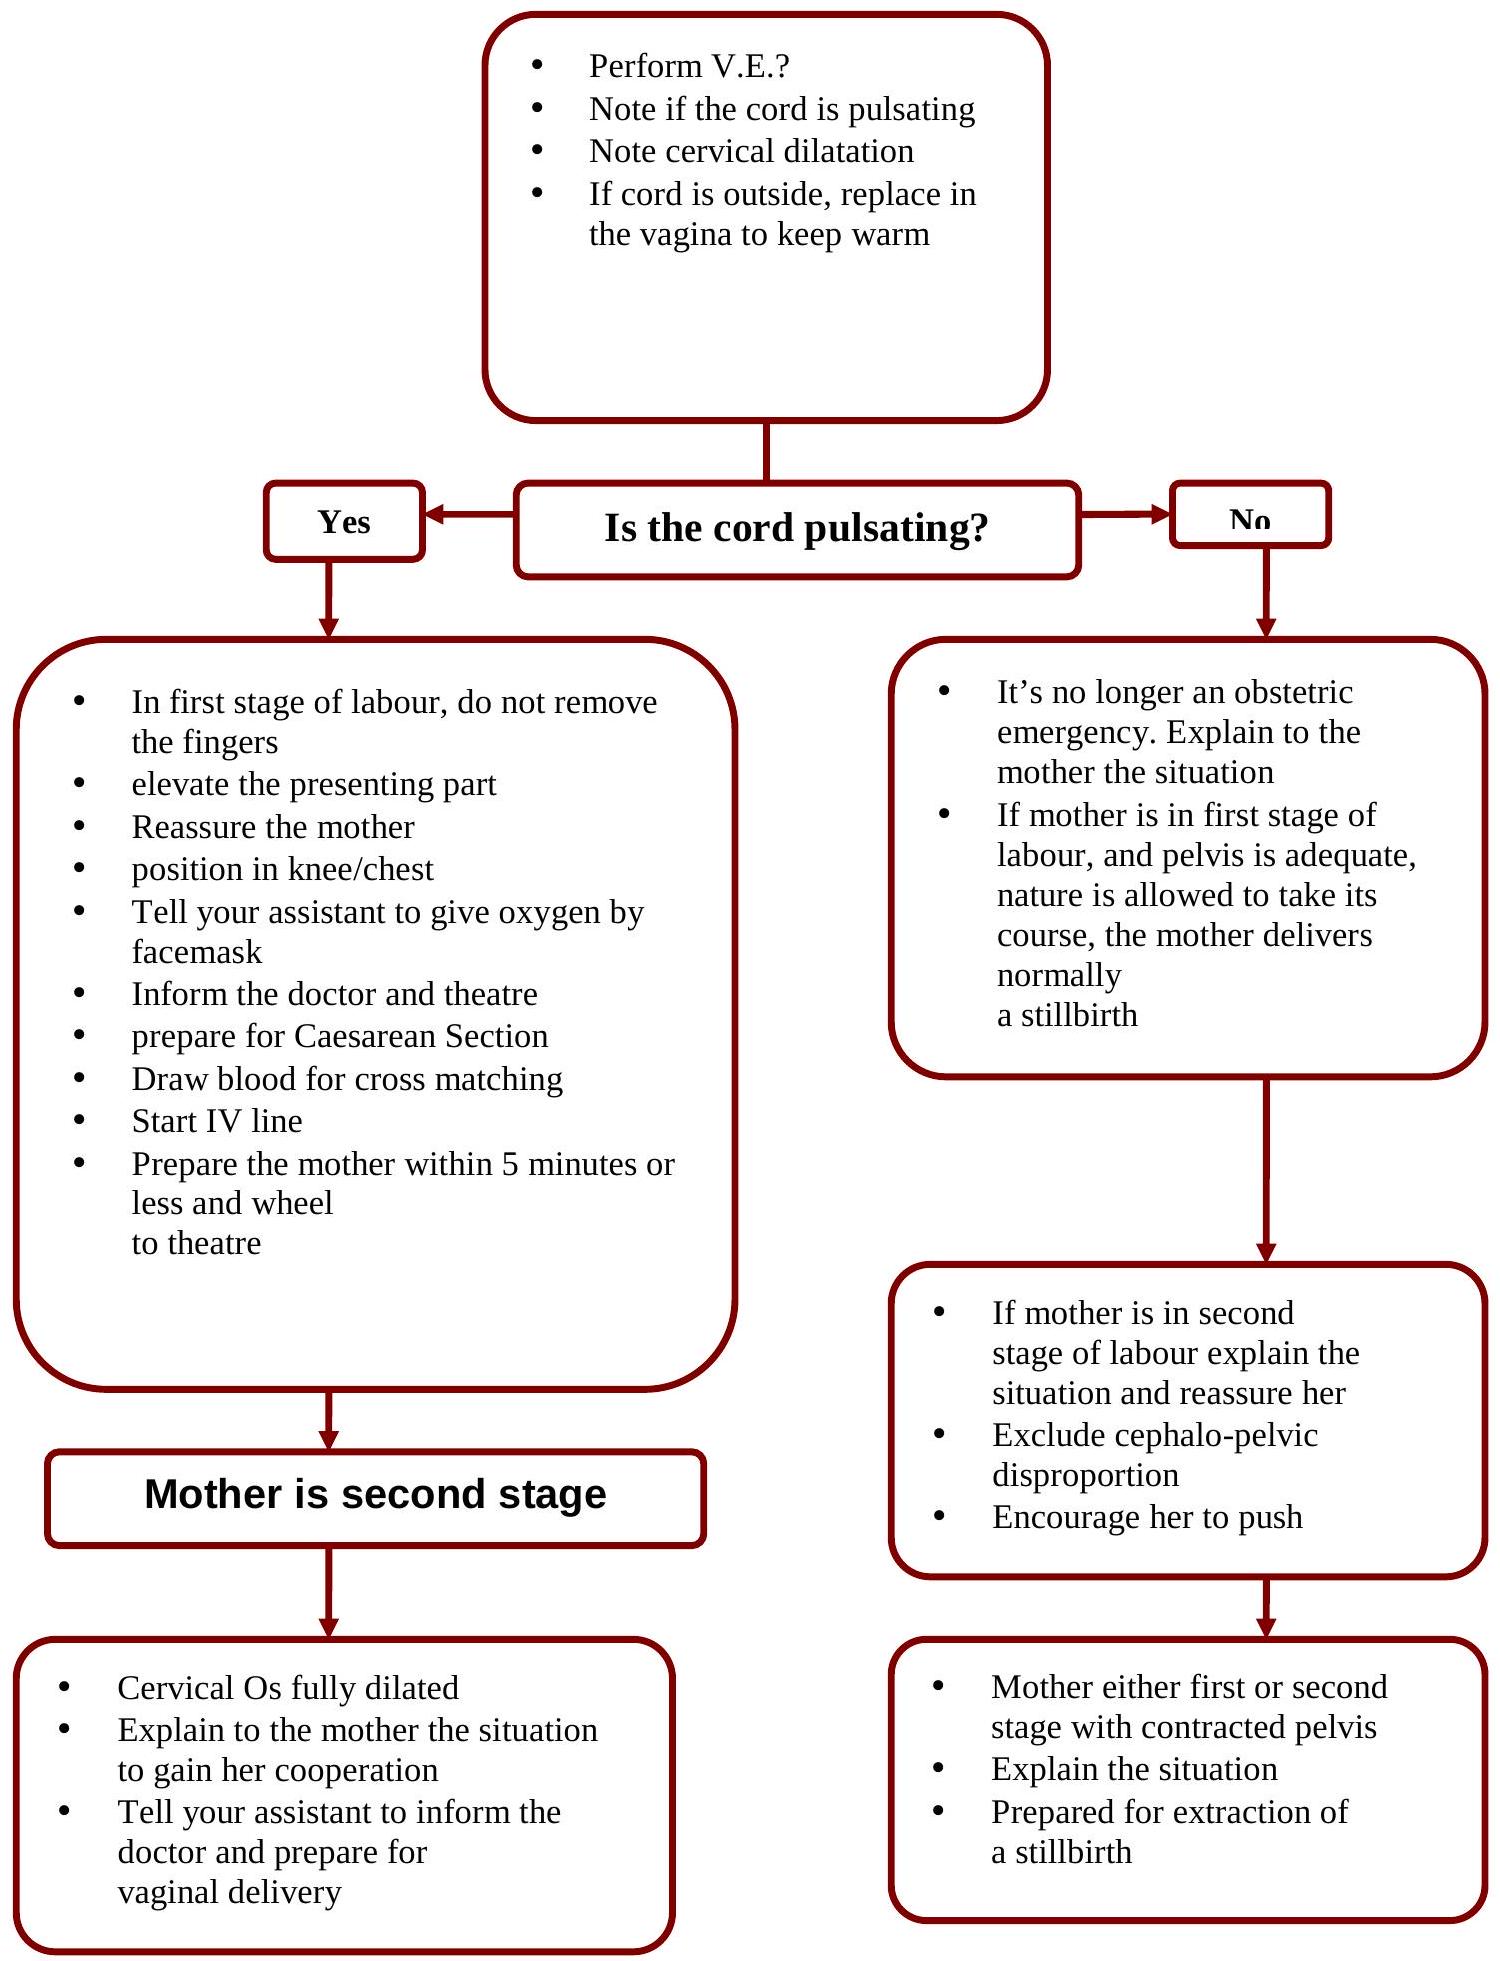 • Perform V.E.?
• Note if the cord is pulsating
• Note cervical dilatation
• If cord is outside, replace in
the vagina to keep warm
Yes
Is the cord pulsating?
No
• In first stage of labour, do not remove
the fingers
• elevate the presenting part
• Reassure the mother
• position in knee/chest
• Tell your assistant to give oxygen by
facemask
• Inform the doctor and theatre
• prepare for Caesarean Section
• Draw blood for cross matching
• Start IV line
• Prepare the mother within 5 minutes or
less and wheel
to theatre
• It’s no longer an obstetric
emergency. Explain to the
mother the situation
• If mother is in first stage of
labour, and pelvis is adequate,
nature is allowed to take its
course, the mother delivers
normally
a stillbirth
• If mother is in second
stage of labour explain the
situation and reassure her
• Exclude cephalo-pelvic
disproportion
• Encourage her to push
Mother is second stage
• Cervical Os fully dilated
• Explain to the mother the situation
to gain her cooperation
• Tell your assistant to inform the
doctor and prepare for
vaginal delivery
• Mother either first or second
stage with contracted pelvis
• Explain the situation
• Prepared for extraction of
a stillbirth